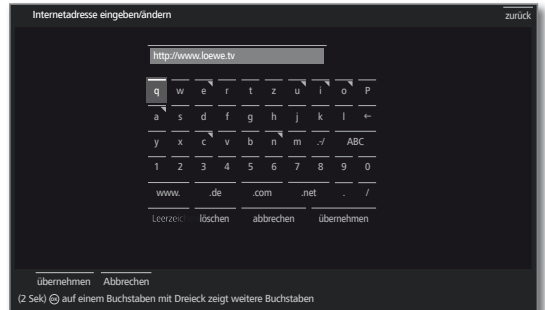 Internetadresse eingeben/ändern zurück
http://www.loewe.tv
q w e r t z u i o P
a s d f g h j k l ←
y x c v b n m .-/ ABC
1 2 3 4 5 6 7 8 9 0
www. .de .com .net . /
Leerzeich löschen abbrechen übernehmen
übernehmen Abbrechen
(2 Sek) OK auf einem Buchstaben mit Dreieck zeigt weitere Buchstaben